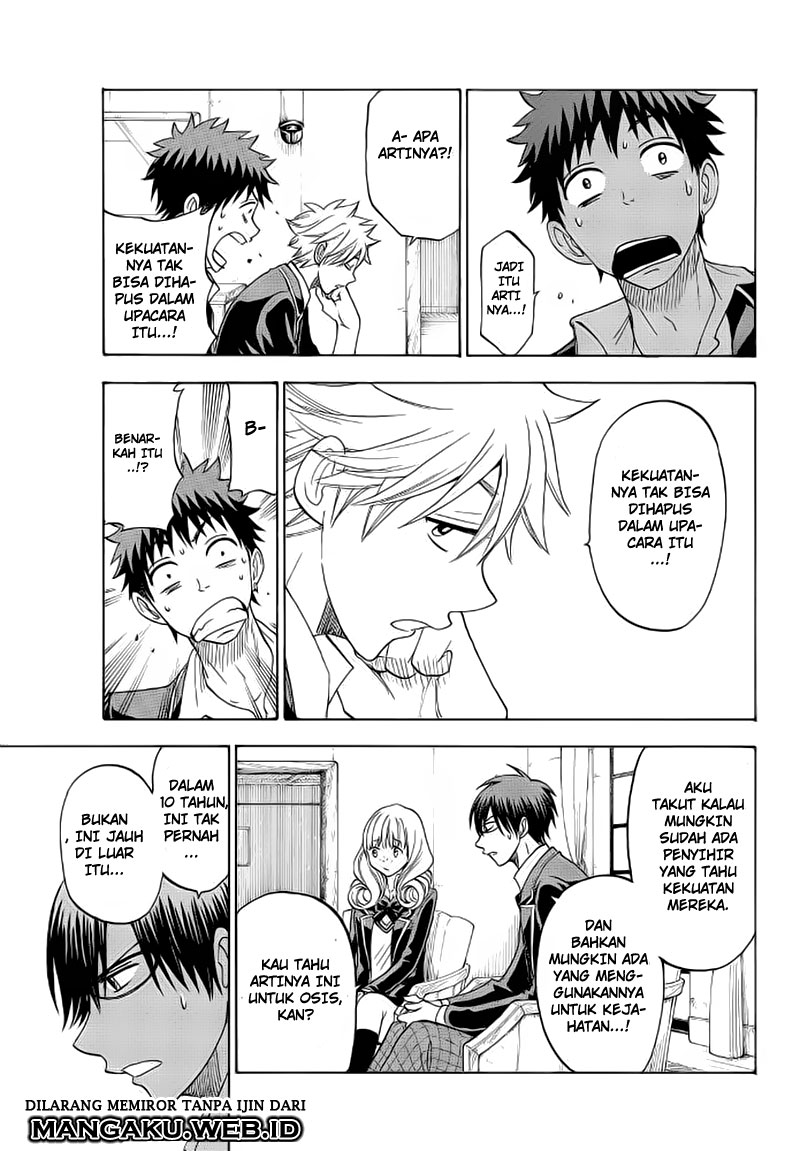 JADI
ITU
ARTI
NYA...!
A- APA
ARTINYA?!
KEKUATAN-
NYA TAK
BISA DIHA-
PUS DALAM
UPACARA
ITU...!
KEKUATAN-
NYA TAK BISA
DIHAPUS
DALAM UPA-
CARA ITU
...!
B-
BENAR-
KAH ITU
..!?
AKU
TAKUT KALAU
MUNGKIN
SUDAH ADA
PENYIHIR
YANG TAHU
KEKUATAN
MEREKA.
DAN
BAHKAN
MUNGKIN ADA
YANG MENG-
GUNAKANNYA
UNTUK KEJA-
HATAN...!
KAU TAHU
ARTINYA INI
UNTUK OSIS,
KAN?
DALAM
10 TAHUN,
INI TAK
PERNAH
...
BUKAN
, INI JAUH
DI LUAR
ITU...
DILARANG MEMIROR TANPA IJIN DARI
MANGAKU.WEB.ID